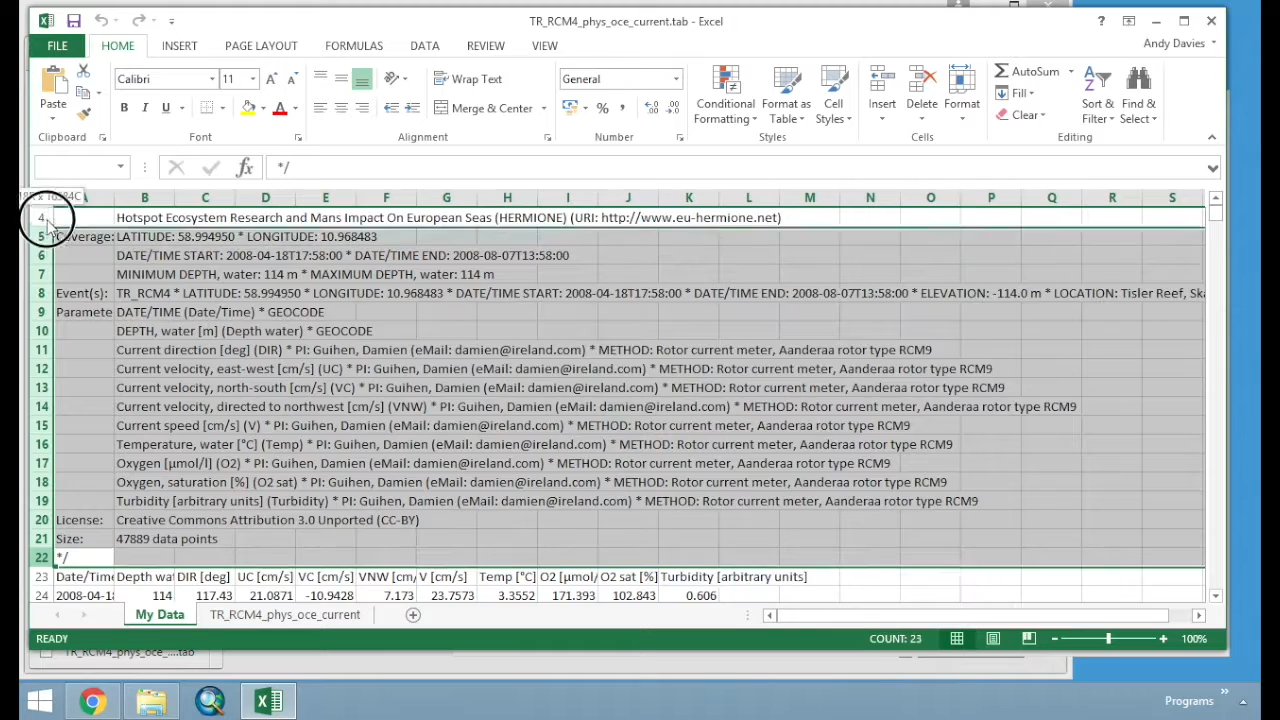 TR_RCM4_phys_oce_current.tab - Excel
FILE HOME INSERT PAGE LAYOUT FORMULAS DATA REVIEW VIEW
Andy Davies
Paste
Calibri 11
B I U A
Wrap Text
Merge & Center
General
Conditional Formatting
Format as Table
Cell Styles
Insert Delete Format
AutoSum
Fill
Clear
Sort & Filter
Find & Select
Clipboard Font Alignment Number Styles Cells Editing
fx */
B C D E F G H I J K L M N O P Q R S
4 Hotspot Ecosystem Research and Mans Impact On European Seas (HERMIONE) (URI: http://www.eu-hermione.net)
5 Coverage: LATITUDE: 58.994950 * LONGITUDE: 10.968483
6 DATE/TIME START: 2008-04-18T17:58:00 * DATE/TIME END: 2008-08-07T13:58:00
7 MINIMUM DEPTH, water: 114 m * MAXIMUM DEPTH, water: 114 m
8 Event(s): TR_RCM4 * LATITUDE: 58.994950 * LONGITUDE: 10.968483 * DATE/TIME START: 2008-04-18T17:58:00 * DATE/TIME END: 2008-08-07T13:58:00 * ELEVATION: -114.0 m * LOCATION: Tisler Reef, Ska
9 Paramete DATE/TIME (Date/Time) * GEOCODE
10 DEPTH, water [m] (Depth water) * GEOCODE
11 Current direction [deg] (DIR) * PI: Guihen, Damien (eMail: damien@ireland.com) * METHOD: Rotor current meter, Aanderaa rotor type RCM9
12 Current velocity, east-west [cm/s] (UC) * PI: Guihen, Damien (eMail: damien@ireland.com) * METHOD: Rotor current meter, Aanderaa rotor type RCM9
13 Current velocity, north-south [cm/s] (VC) * PI: Guihen, Damien (eMail: damien@ireland.com) * METHOD: Rotor current meter, Aanderaa rotor type RCM9
14 Current velocity, directed to northwest [cm/s] (VNW) * PI: Guihen, Damien (eMail: damien@ireland.com) * METHOD: Rotor current meter, Aanderaa rotor type RCM9
15 Current speed [cm/s] (V) * PI: Guihen, Damien (eMail: damien@ireland.com) * METHOD: Rotor current meter, Aanderaa rotor type RCM9
16 Temperature, water [°C] (Temp) * PI: Guihen, Damien (eMail: damien@ireland.com) * METHOD: Rotor current meter, Aanderaa rotor type RCM9
17 Oxygen [µmol/l] (O2) * PI: Guihen, Damien (eMail: damien@ireland.com) * METHOD: Rotor current meter, Aanderaa rotor type RCM9
18 Oxygen, saturation [%] (O2 sat) * PI: Guihen, Damien (eMail: damien@ireland.com) * METHOD: Rotor current meter, Aanderaa rotor type RCM9
19 Turbidity [arbitrary units] (Turbidity) * PI: Guihen, Damien (eMail: damien@ireland.com) * METHOD: Rotor current meter, Aanderaa rotor type RCM9
20 License: Creative Commons Attribution 3.0 Unported (CC-BY)
21 Size: 47889 data points
22 */
23 Date/Time Depth wat DIR [deg] UC [cm/s] VC [cm/s] VNW [cm/ V [cm/s] Temp [°C] O2 [µmol/ O2 sat [%] Turbidity [arbitrary units]
24 2008-04-18 114 117.43 21.0871 -10.9428 7.173 23.7573 3.3552 171.393 102.843 0.606
My Data TR_RCM4_phys_oce_current
READY COUNT: 23 100%
TR_RCM4_phys_oce_....tab
Programs